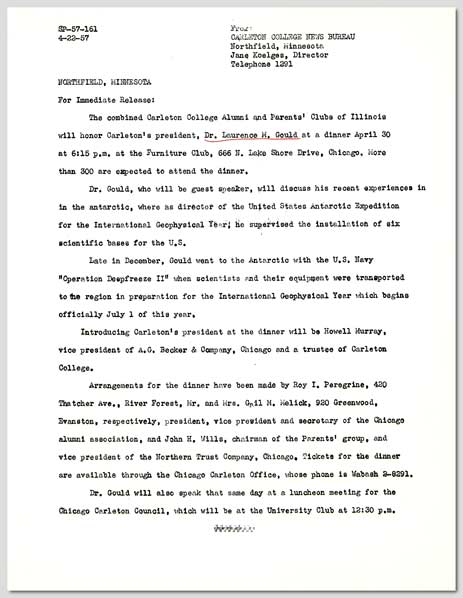 SP-57-161
4-22-57
From:
CARLETON COLLEGE NEWS BUREAU
Northfield, Minnesota
Jane Koelges, Director
Telephone 1291
NORTHFIELD, MINNESOTA
For Immediate Release:
The combined Carleton College Alumni and Parents' Clubs of Illinois
will honor Carleton's president, Dr. Laurence M. Gould at a dinner April 30
at 6:15 p.m. at the Furniture Club, 666 N. Lake Shore Drive, Chicago. More
than 300 are expected to attend the dinner.
Dr. Gould, who will be guest speaker, will discuss his recent experiences in
in the antarctic, where as director of the United States Antarctic Expedition
for the International Geophysical Year; he supervised the installation of six
scientific bases for the U.S.
Late in December, Gould went to the Antarctic with the U.S. Navy
"Operation Deepfreeze II" when scientists and their equipment were transported
to the region in preparation for the International Geophysical Year which begins
officially July 1 of this year.
Introducing Carleton's president at the dinner will be Howell Murray,
vice president of A.G. Becker & Company, Chicago and a trustee of Carleton
College.
Arrangements for the dinner have been made by Roy I. Peregrine, 420
Thatcher Ave., River Forest, Mr. and Mrs. Gail M. Melick, 920 Greenwood,
Evanston, respectively, president, vice president and secretary of the Chicago
alumni association, and John H. Wills, chairman of the Parents' group, and
vice president of the Northern Trust Company, Chicago. Tickets for the dinner
are available through the Chicago Carleton Office, whose phone is Wabash 2-8291.
Dr. Gould will also speak that same day at a luncheon meeting for the
Chicago Carleton Council, which will be at the University Club at 12:30 p.m.